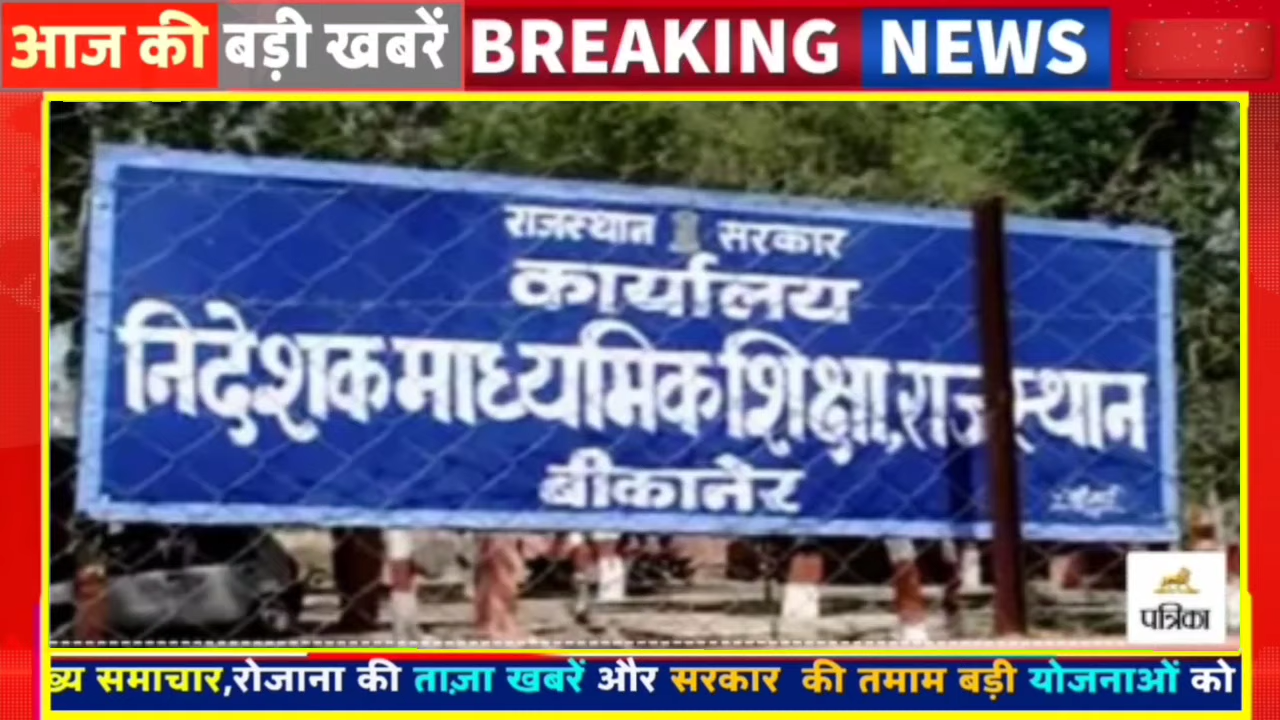 आज की बड़ी खबरें BREAKING NEWS
राजस्थान सरकार
कार्यालय
निदेशक माध्यमिक शिक्षा, राजस्थान
बीकानेर
पत्रिका
समाचार,रोजाना की ताज़ा खबरें और सरकार की तमाम बड़ी योजनाओं को